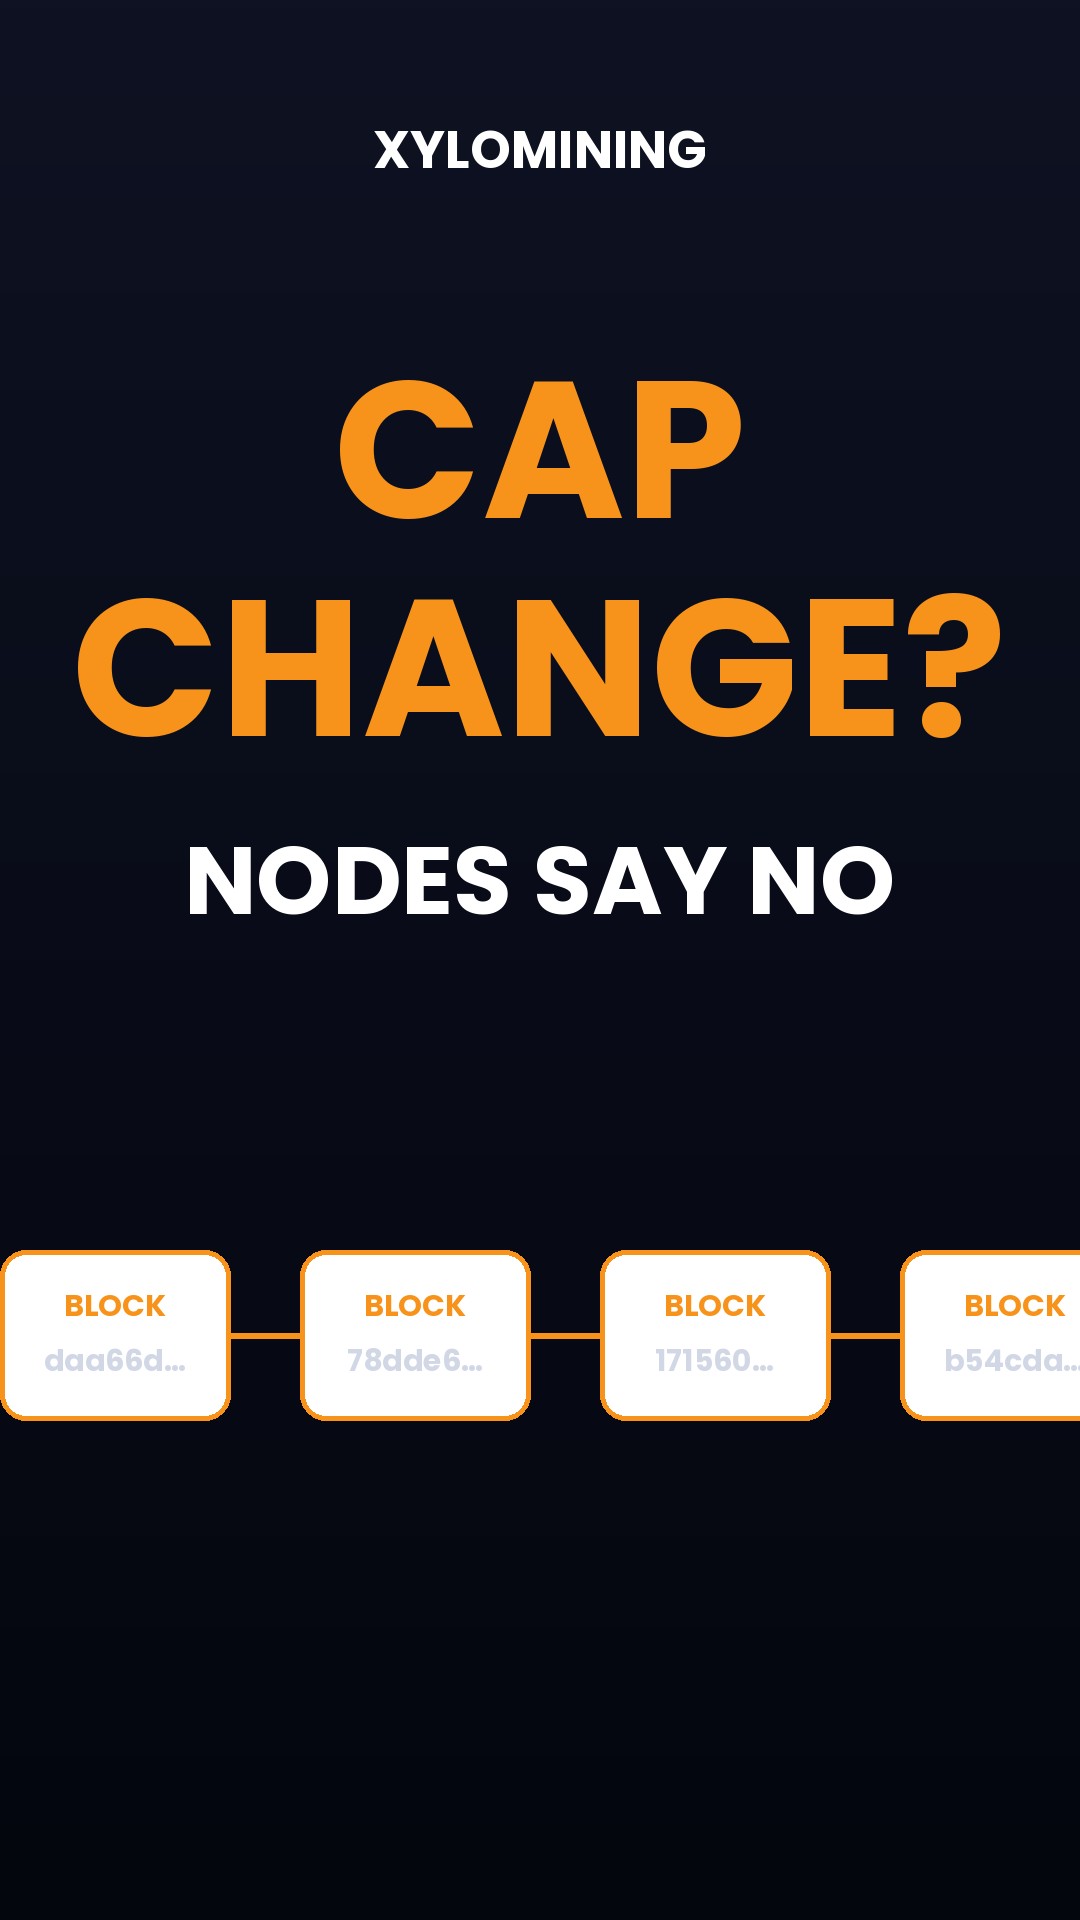 XYLOMINING
CAP
CHANGE?
NODES SAY NO
BLOCK
daa66d...
BLOCK
78dde6...
BLOCK
171560...
BLOCK
b54cda...